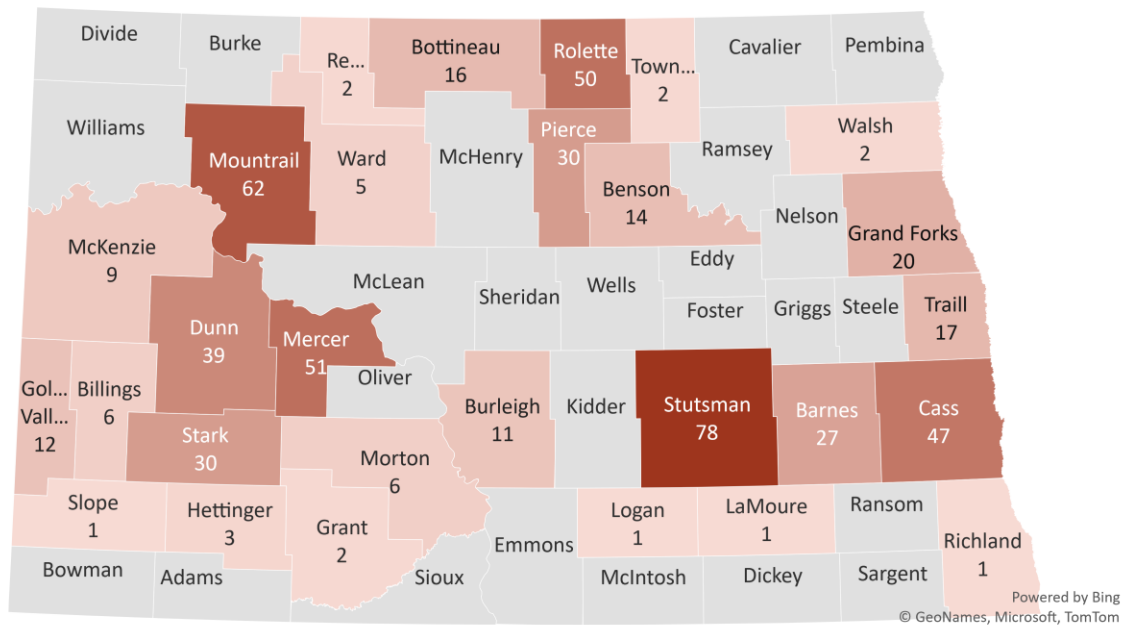 Divide
Burke
Re...
2
Bottineau
16
Rolette
50
Town...
2
Cavalier
Pembina
Williams
Mountrail
62
Ward
5
McHenry
Pierce
30
Benson
14
Ramsey
Walsh
2
Nelson
Grand Forks
20
McKenzie
9
McLean
Sheridan
Wells
Eddy
Foster
Griggs
Steele
Traill
17
Dunn
39
Mercer
51
Oliver
Gol...
Vall...
12
Billings
6
Stark
30
Burleigh
11
Kidder
Stutsman
78
Barnes
27
Cass
47
Morton
6
Slope
1
Hettinger
3
Grant
2
Emmons
Logan
1
LaMoure
1
Ransom
Richland
1
Bowman
Adams
Sioux
McIntosh
Dickey
Sargent
Powered by Bing
© GeoNames, Microsoft, TomTom